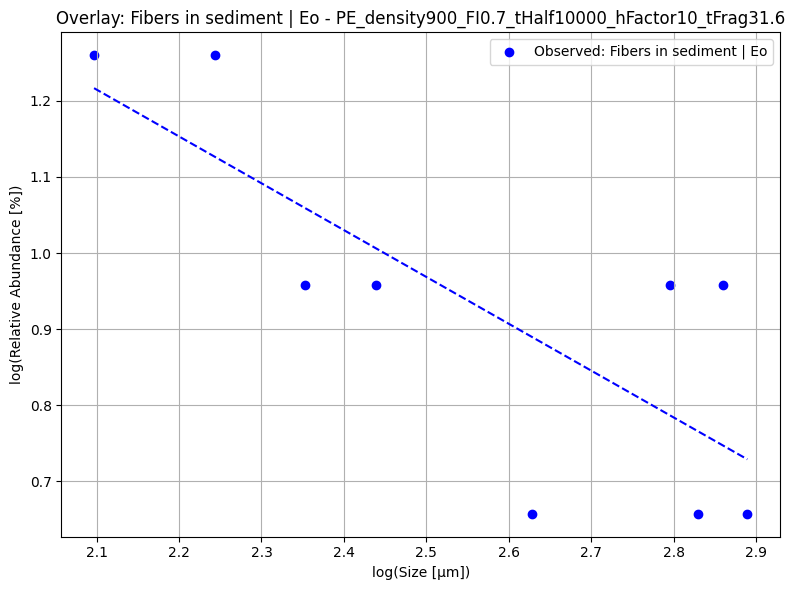 Overlay: Fibers in sediment | Eo - PE_density900_FI0.7_tHalf10000_hFactor10_tFrag31.6
Observed: Fibers in sediment | Eo
log(Relative Abundance [%])
1.2
1.1
1.0
0.9
0.8
0.7
2.1 2.2 2.3 2.4 2.5 2.6 2.7 2.8 2.9
log(Size [µm])